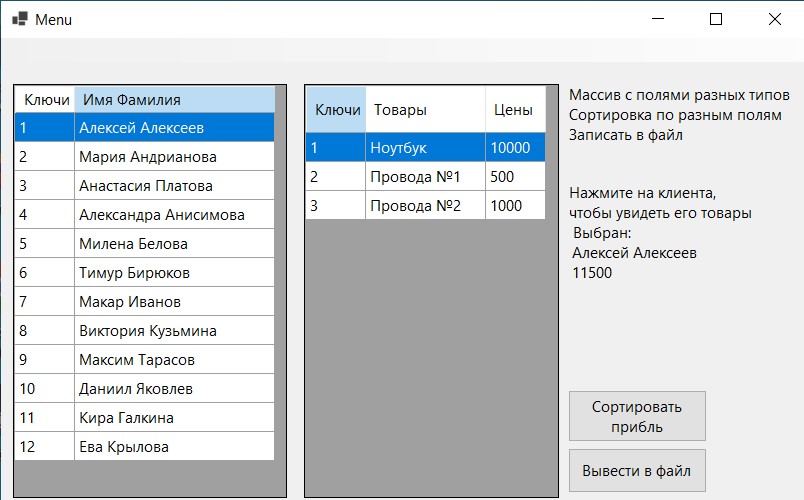 Menu
Ключи Имя Фамилия
1 Алексей Алексеев
2 Мария Андрианова
3 Анастасия Платова
4 Александра Анисимова
5 Милена Белова
6 Тимур Бирюков
7 Макар Иванов
8 Виктория Кузьмина
9 Максим Тарасов
10 Даниил Яковлев
11 Кира Галкина
12 Ева Крылова
Ключи Товары Цены
1 Ноутбук 10000
2 Провода №1 500
3 Провода №2 1000
Массив с полями разных типов
Сортировка по разным полям
Записать в файл
Нажмите на клиента,
чтобы увидеть его товары
Выбран:
Алексей Алексеев
11500
Сортировать
прибль
Вывести в файл